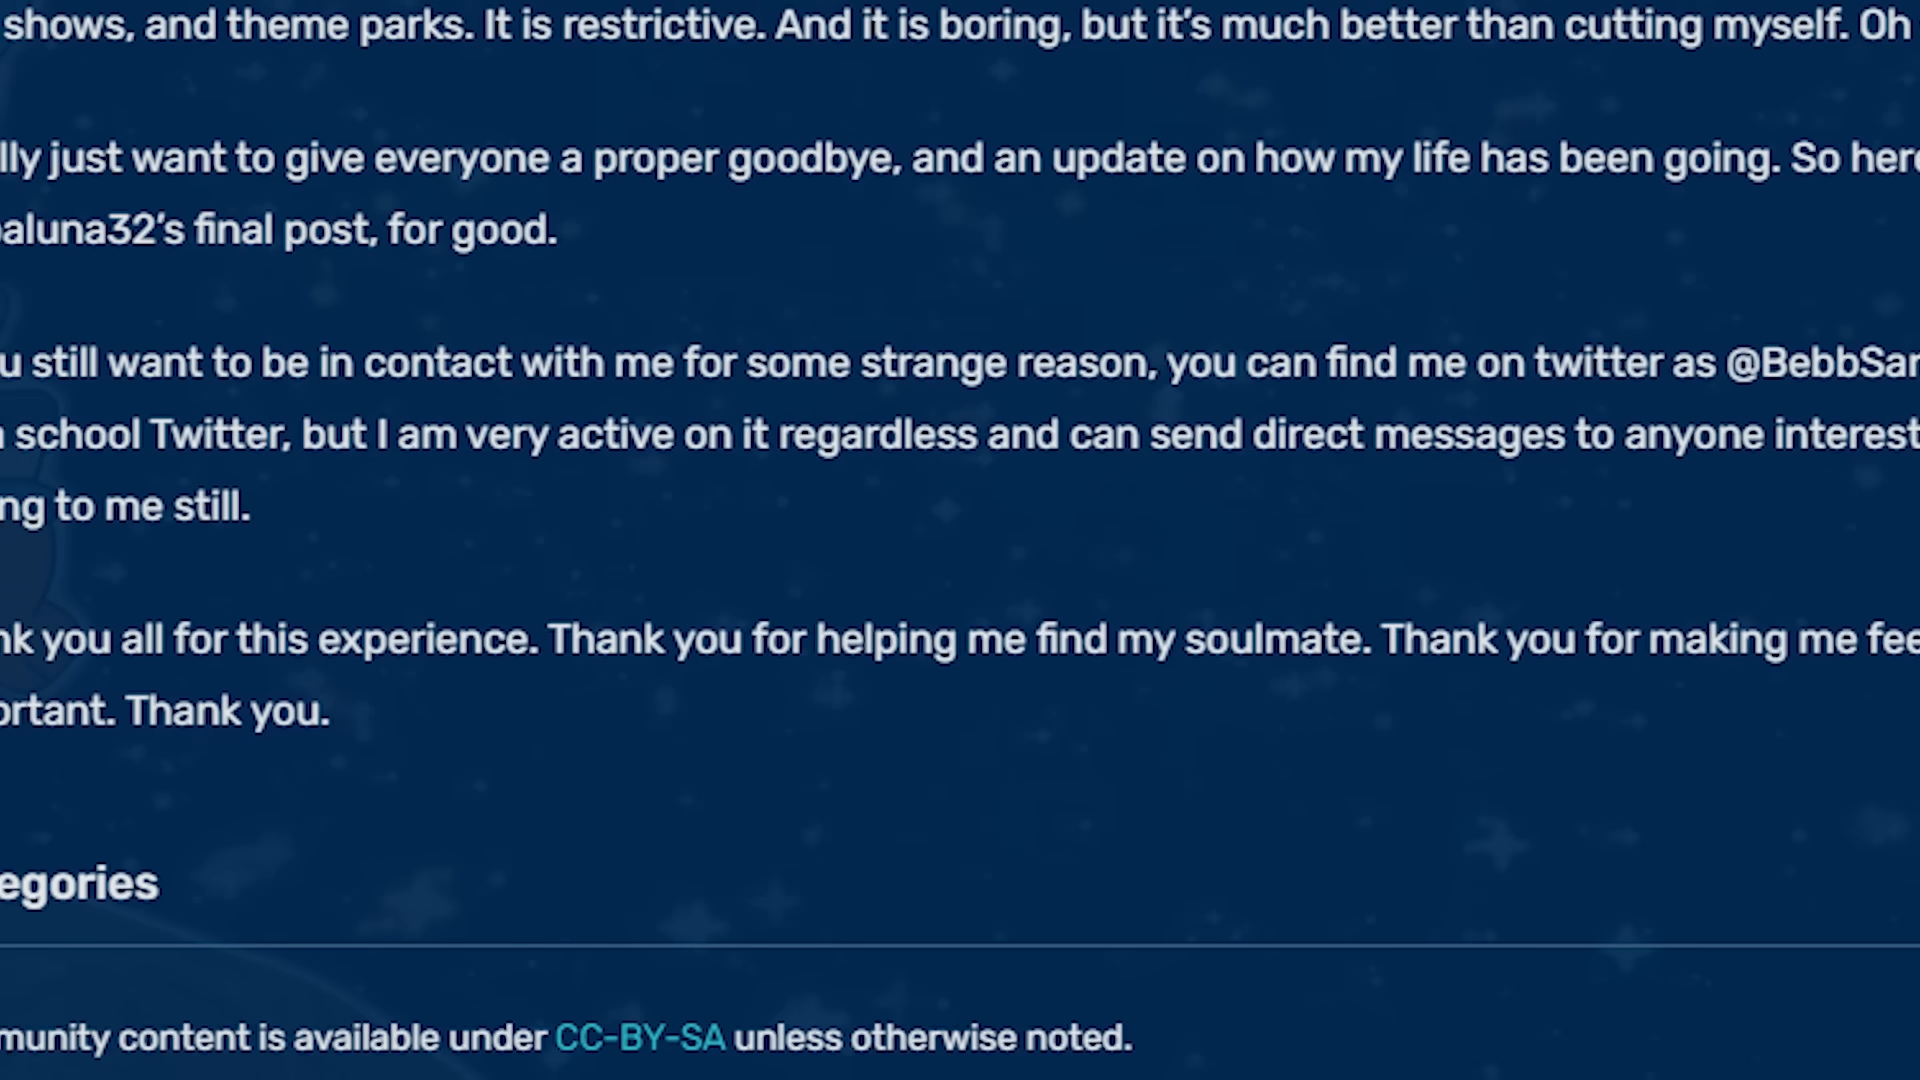 shows, and theme parks. It is restrictive. And it is boring, but it's much better than cutting myself. Oh
lly just want to give everyone a proper goodbye, and an update on how my life has been going. So here
aluna32's final post, for good.
u still want to be in contact with me for some strange reason, you can find me on twitter as @BebbSar
school Twitter, but I am very active on it regardless and can send direct messages to anyone interest
ng to me still.
nk you all for this experience. Thank you for helping me find my soulmate. Thank you for making me fee
ortant. Thank you.
egories
munity content is available under CC-BY-SA unless otherwise noted.